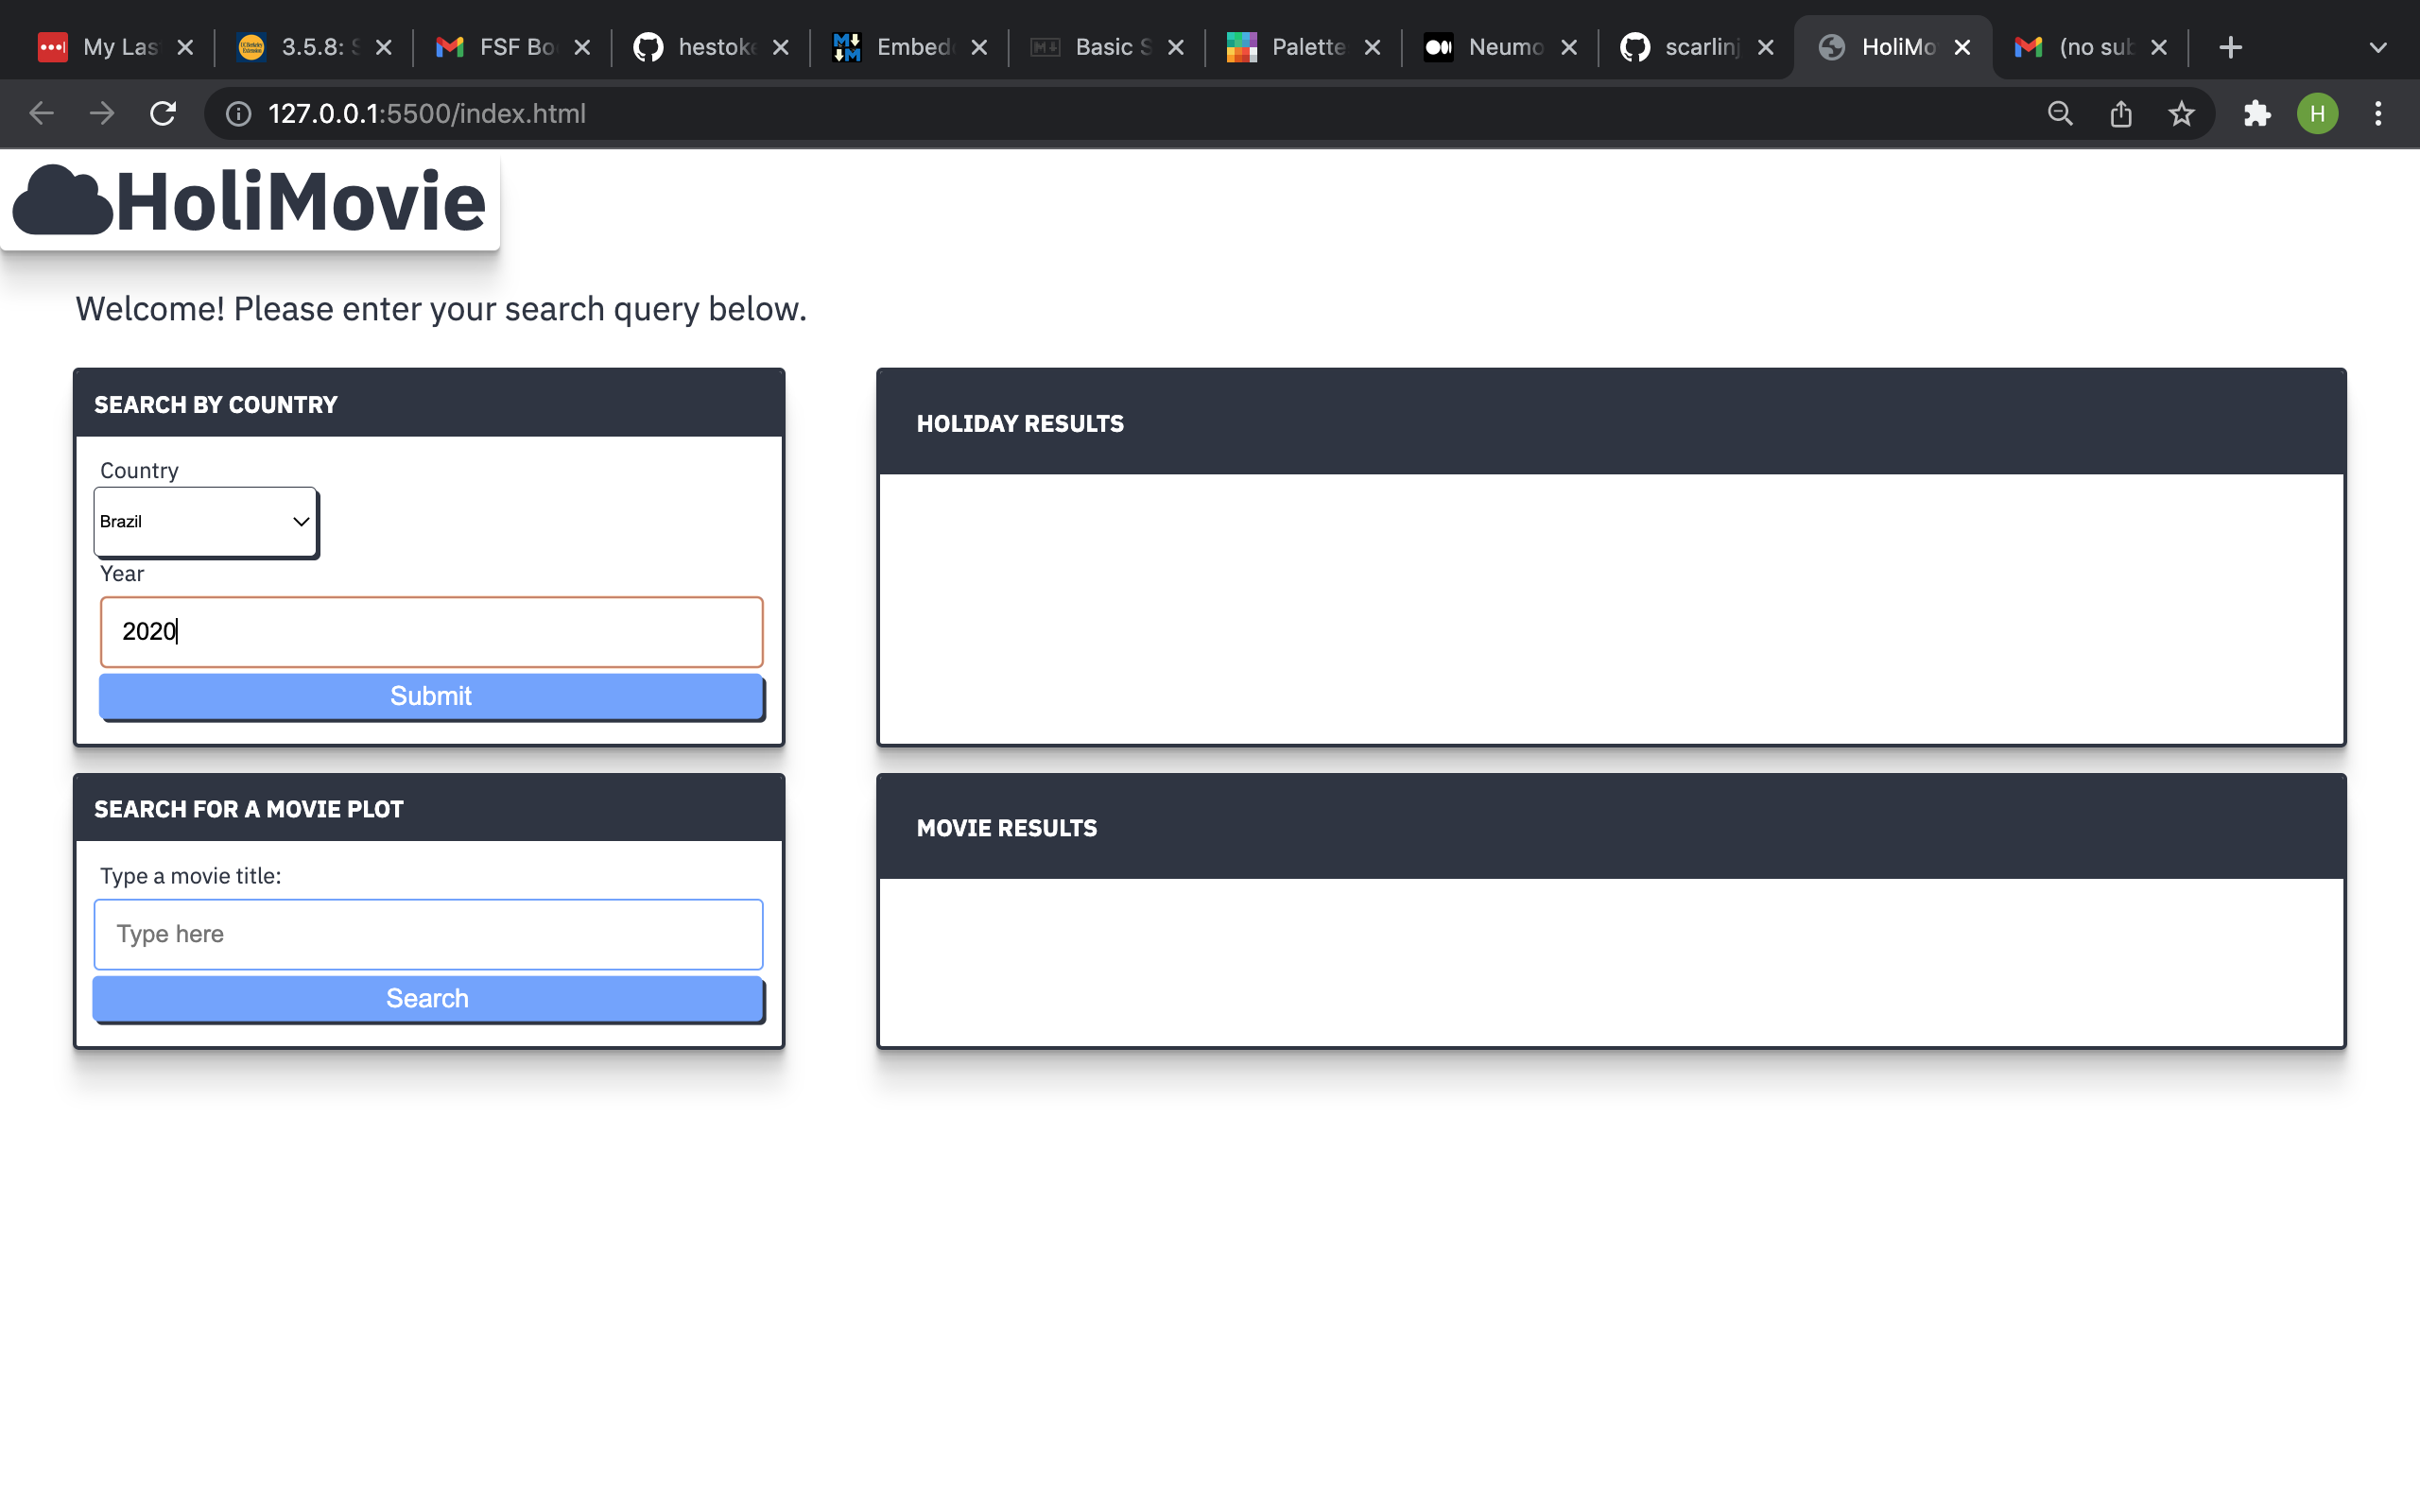 My Las
3.5.8: S
FSF Bo
hestoke
Embed
Basic S
Palette
Neumo
scarlinj
HoliMo
(no sub
127.0.0.1:5500/index.html
H
HoliMovie
Welcome! Please enter your search query below.
SEARCH BY COUNTRY
Country
Brazil
Year
2020
Submit
HOLIDAY RESULTS
SEARCH FOR A MOVIE PLOT
Type a movie title:
Type here
Search
MOVIE RESULTS